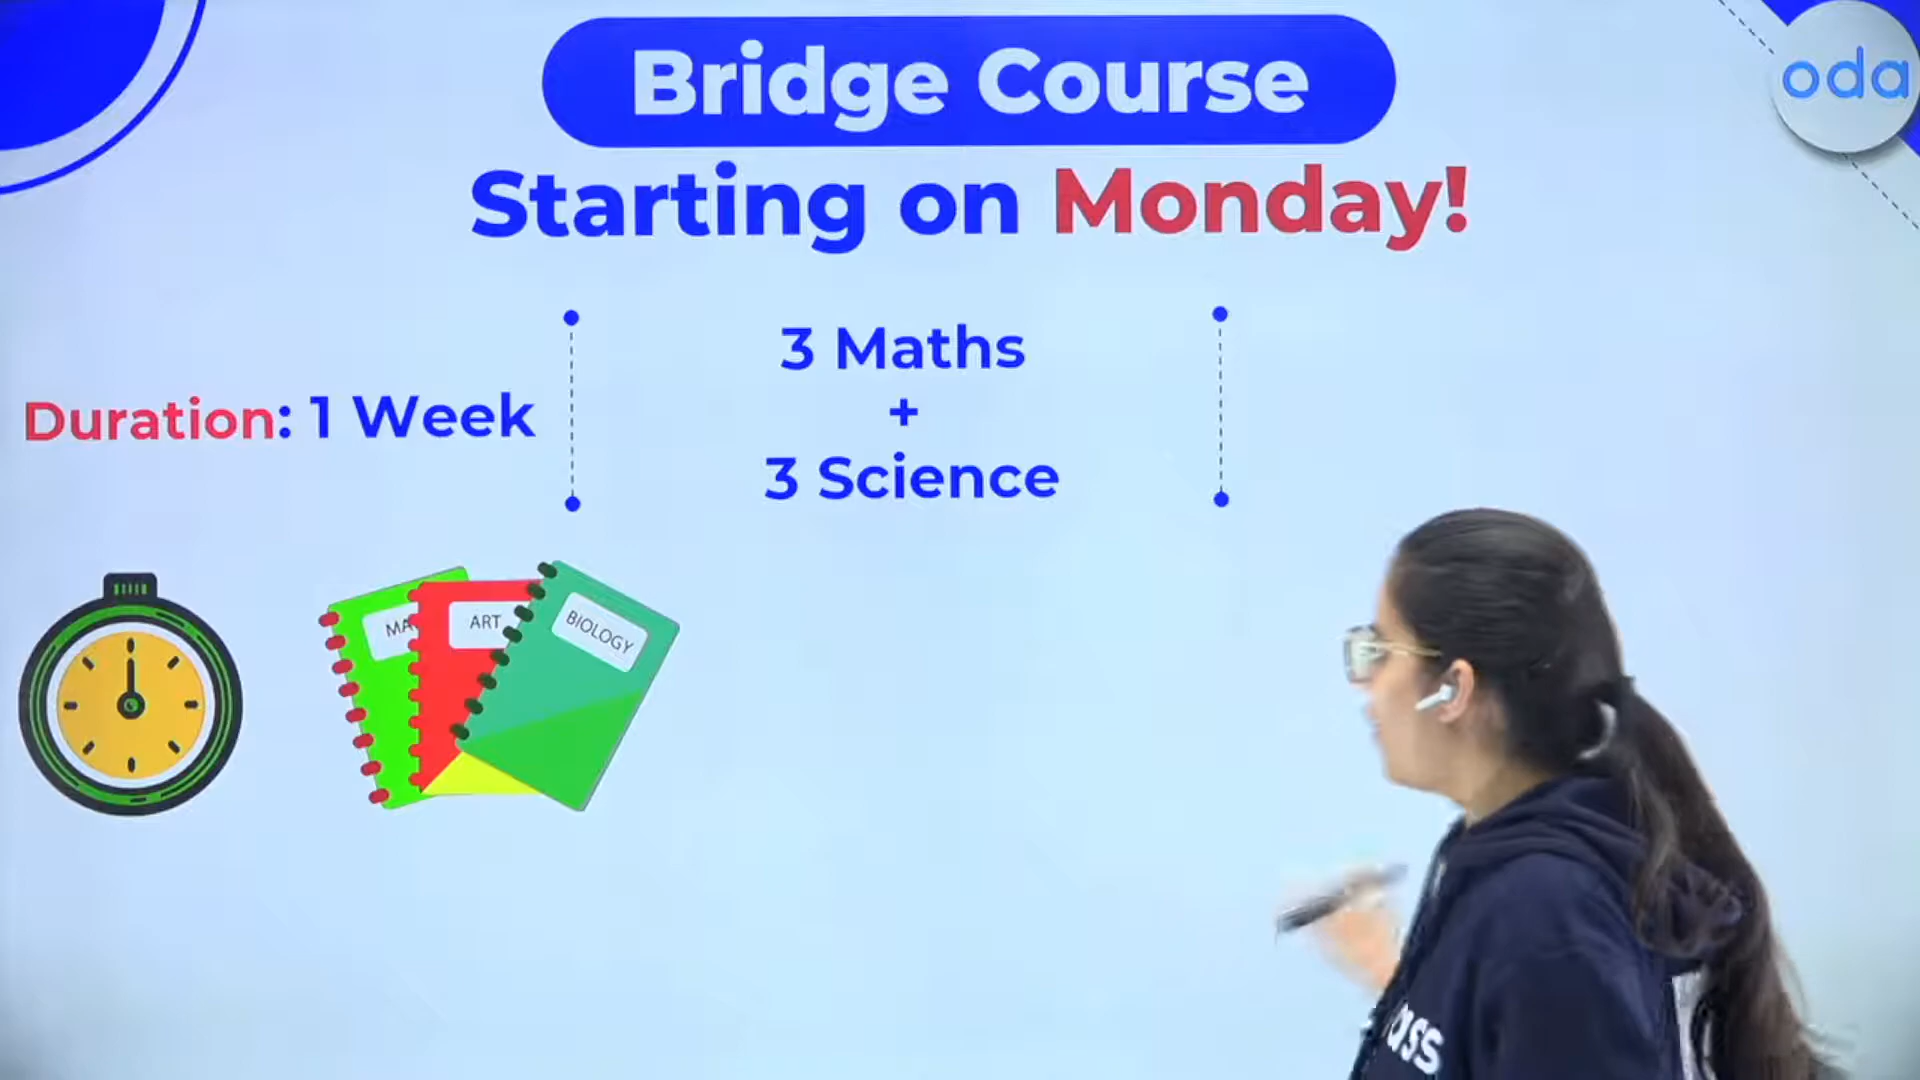 Bridge Course
oda
Starting on Monday!
3 Maths
+
3 Science
Duration: 1 Week
ART
BIOLOGY